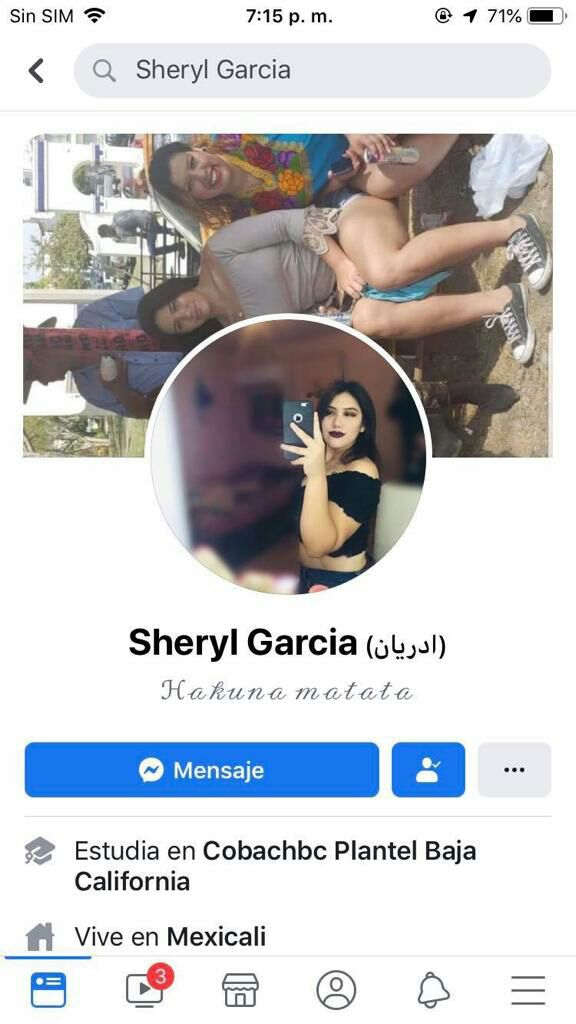 Sin SIM 7:15 p. m. 71%
Sheryl Garcia
Sheryl Garcia (ادريان)
Hakuna matata
Mensaje
Estudia en Cobachbc Plantel Baja
California
Vive en Mexicali
3